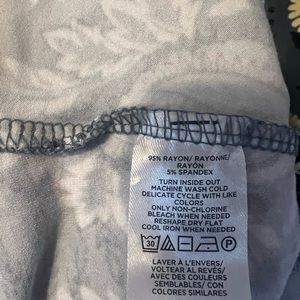 95% RAYON/ RAYONNE/
RAYÓN
5% SPANDEX
TURN INSIDE OUT
MACHINE WASH COLD
DELICATE CYCLE WITH LIKE
COLORS
ONLY NON-CHLORINE
BLEACH WHEN NEEDED
RESHAPE DRY FLAT
COOL IRON WHEN NEEDED
30 P
LAVER À L'ENVERS/
VOLTEAR AL REVÉS/
AVEC DES COULEURS
SEMBLABLES/ CON
COLORES SIMILARES